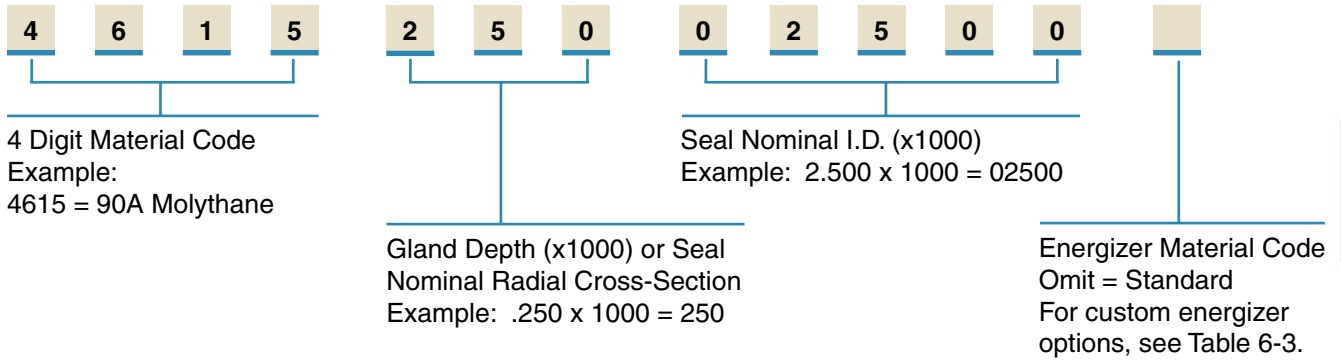 4 6 1 5 2 5 0 0 2 5 0 0
4 Digit Material Code
Example:
4615 = 90A Molythane
Seal Nominal I.D. (x1000)
Example: 2.500 x 1000 = 02500
Gland Depth (x1000) or Seal
Nominal Radial Cross-Section
Example: .250 x 1000 = 250
Energizer Material Code
Omit = Standard
For custom energizer
options, see Table 6-3.